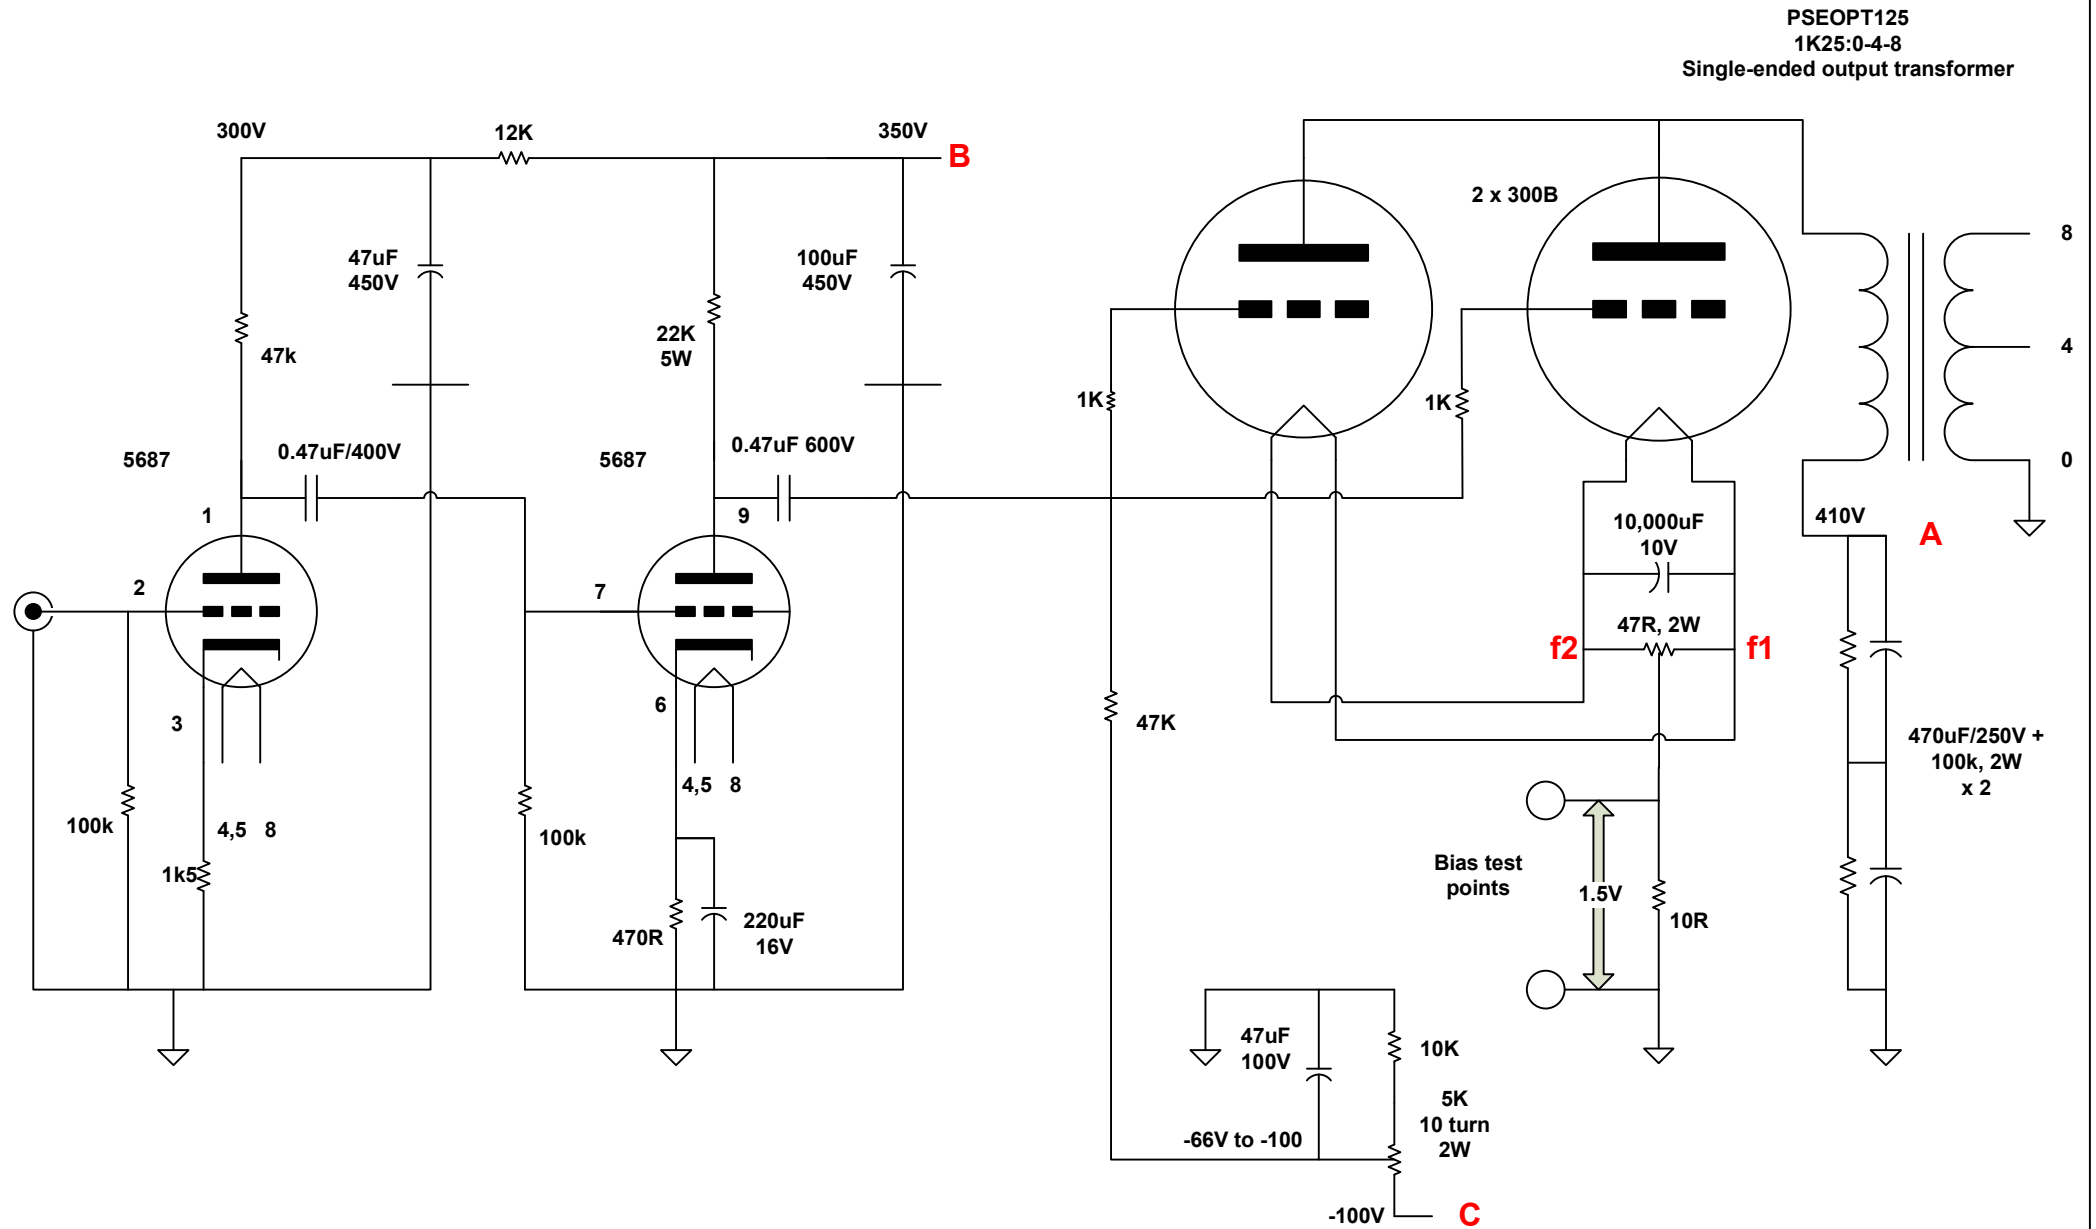 PSEOPT125
1K25:0-4-8
Single-ended output transformer
300V
12K
350V
B
2 x 300B
8
47uF
450V
100uF
450V
47k
22K
5W
4
1K
1K
5687
0.47uF/400V
5687
0.47uF 600V
0
1
9
10,000uF
10V
410V
A
2
7
47R, 2W
f2
f1
3
6
47K
470uF/250V +
100k, 2W
x 2
4,5
8
100k
4,5
8
100k
1k5
Bias test
points
1.5V
10R
470R
220uF
16V
47uF
100V
10K
5K
10 turn
2W
-66V to -100
-100V
C